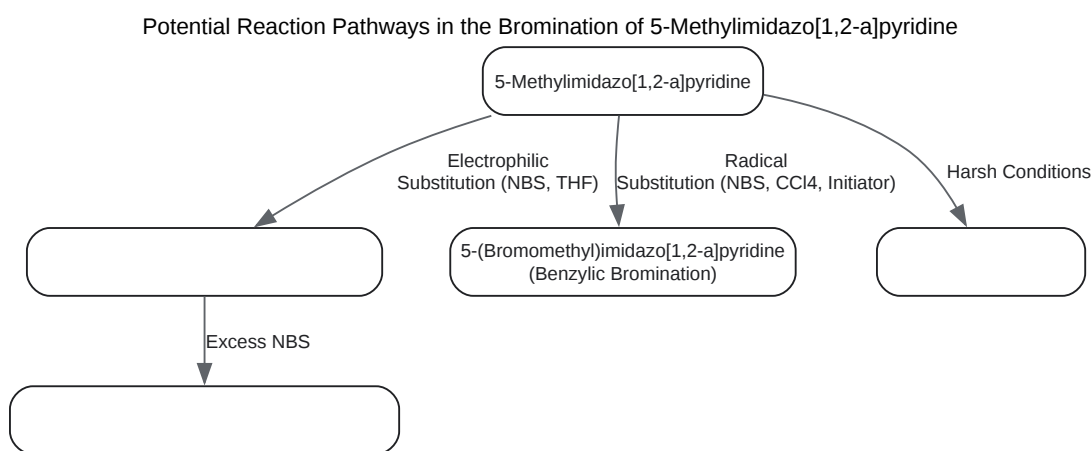 Potential Reaction Pathways in the Bromination of 5-Methylimidazo[1,2-a]pyridine
5-Methylimidazo[1,2-a]pyridine
Electrophilic
Substitution (NBS, THF)
Radical
Substitution (NBS, CCl4, Initiator)
Harsh Conditions
5-(Bromomethyl)imidazo[1,2-a]pyridine
(Benzylic Bromination)
Excess NBS